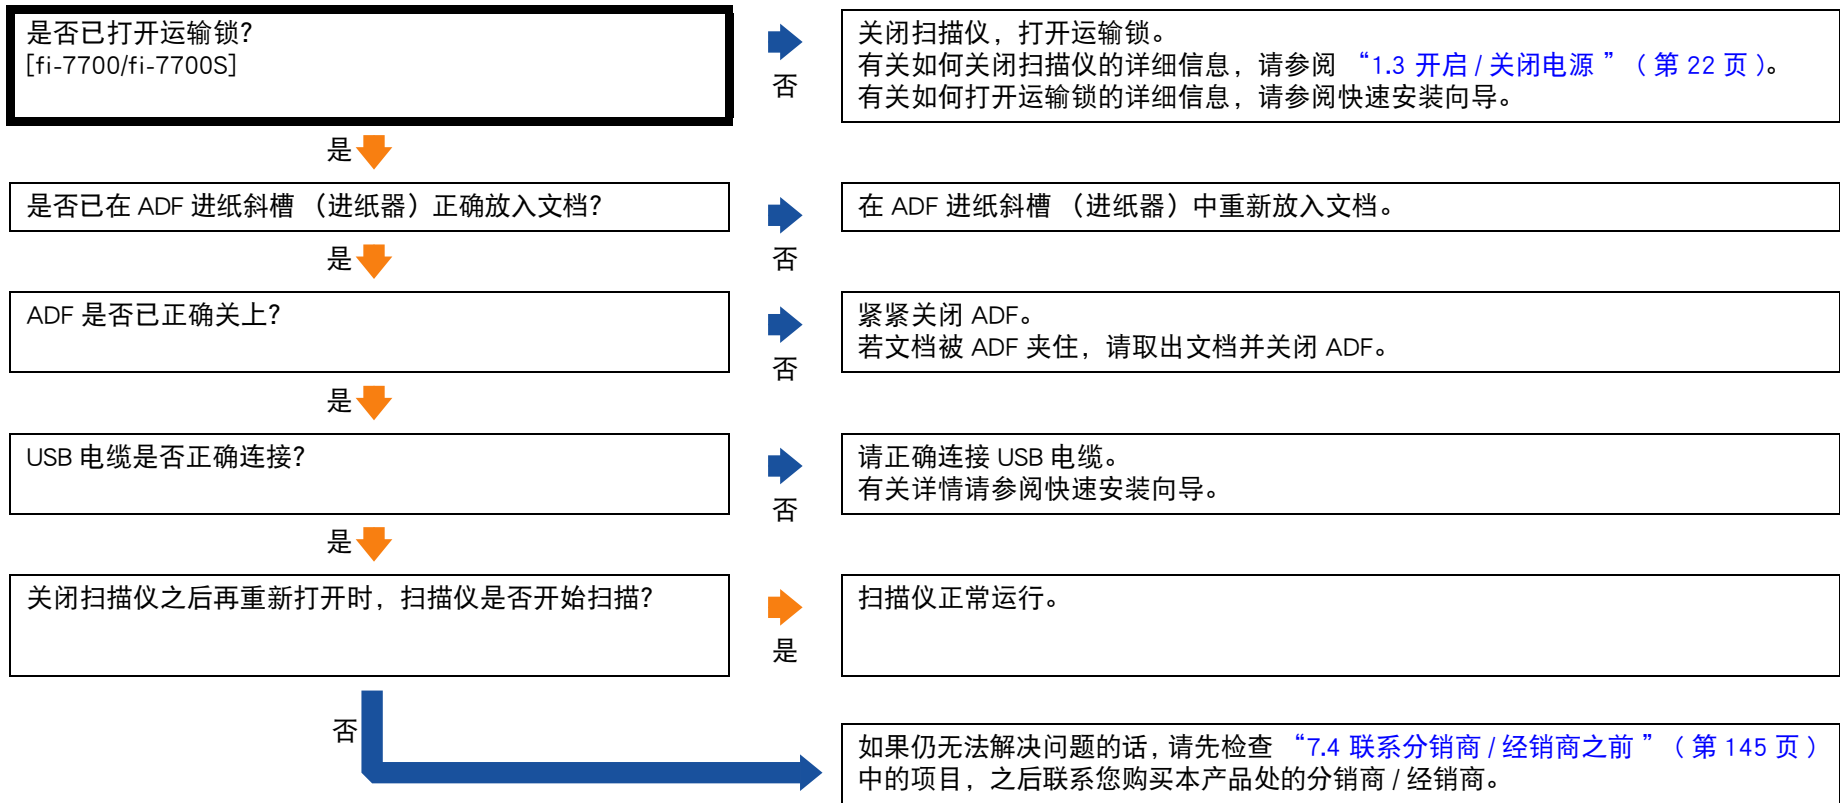 是否已打开运输锁?
[fi-7700/fi-7700S]
否
关闭扫描仪，打开运输锁。
有关如何关闭扫描仪的详细信息，请参阅 “1.3 开启 / 关闭电源 ” ( 第 22 页 )。
有关如何打开运输锁的详细信息，请参阅快速安装向导。
是
是否已在 ADF 进纸斜槽 （进纸器）正确放入文档?
否
在 ADF 进纸斜槽 （进纸器）中重新放入文档。
是
ADF 是否已正确关上?
否
紧紧关闭 ADF。
若文档被 ADF 夹住，请取出文档并关闭 ADF。
是
USB 电缆是否正确连接?
否
请正确连接 USB 电缆。
有关详情请参阅快速安装向导。
是
关闭扫描仪之后再重新打开时，扫描仪是否开始扫描?
是
扫描仪正常运行。
否
如果仍无法解决问题的话，请先检查 “7.4 联系分销商 / 经销商之前 ” ( 第 145 页 )
中的项目，之后联系您购买本产品处的分销商 / 经销商。